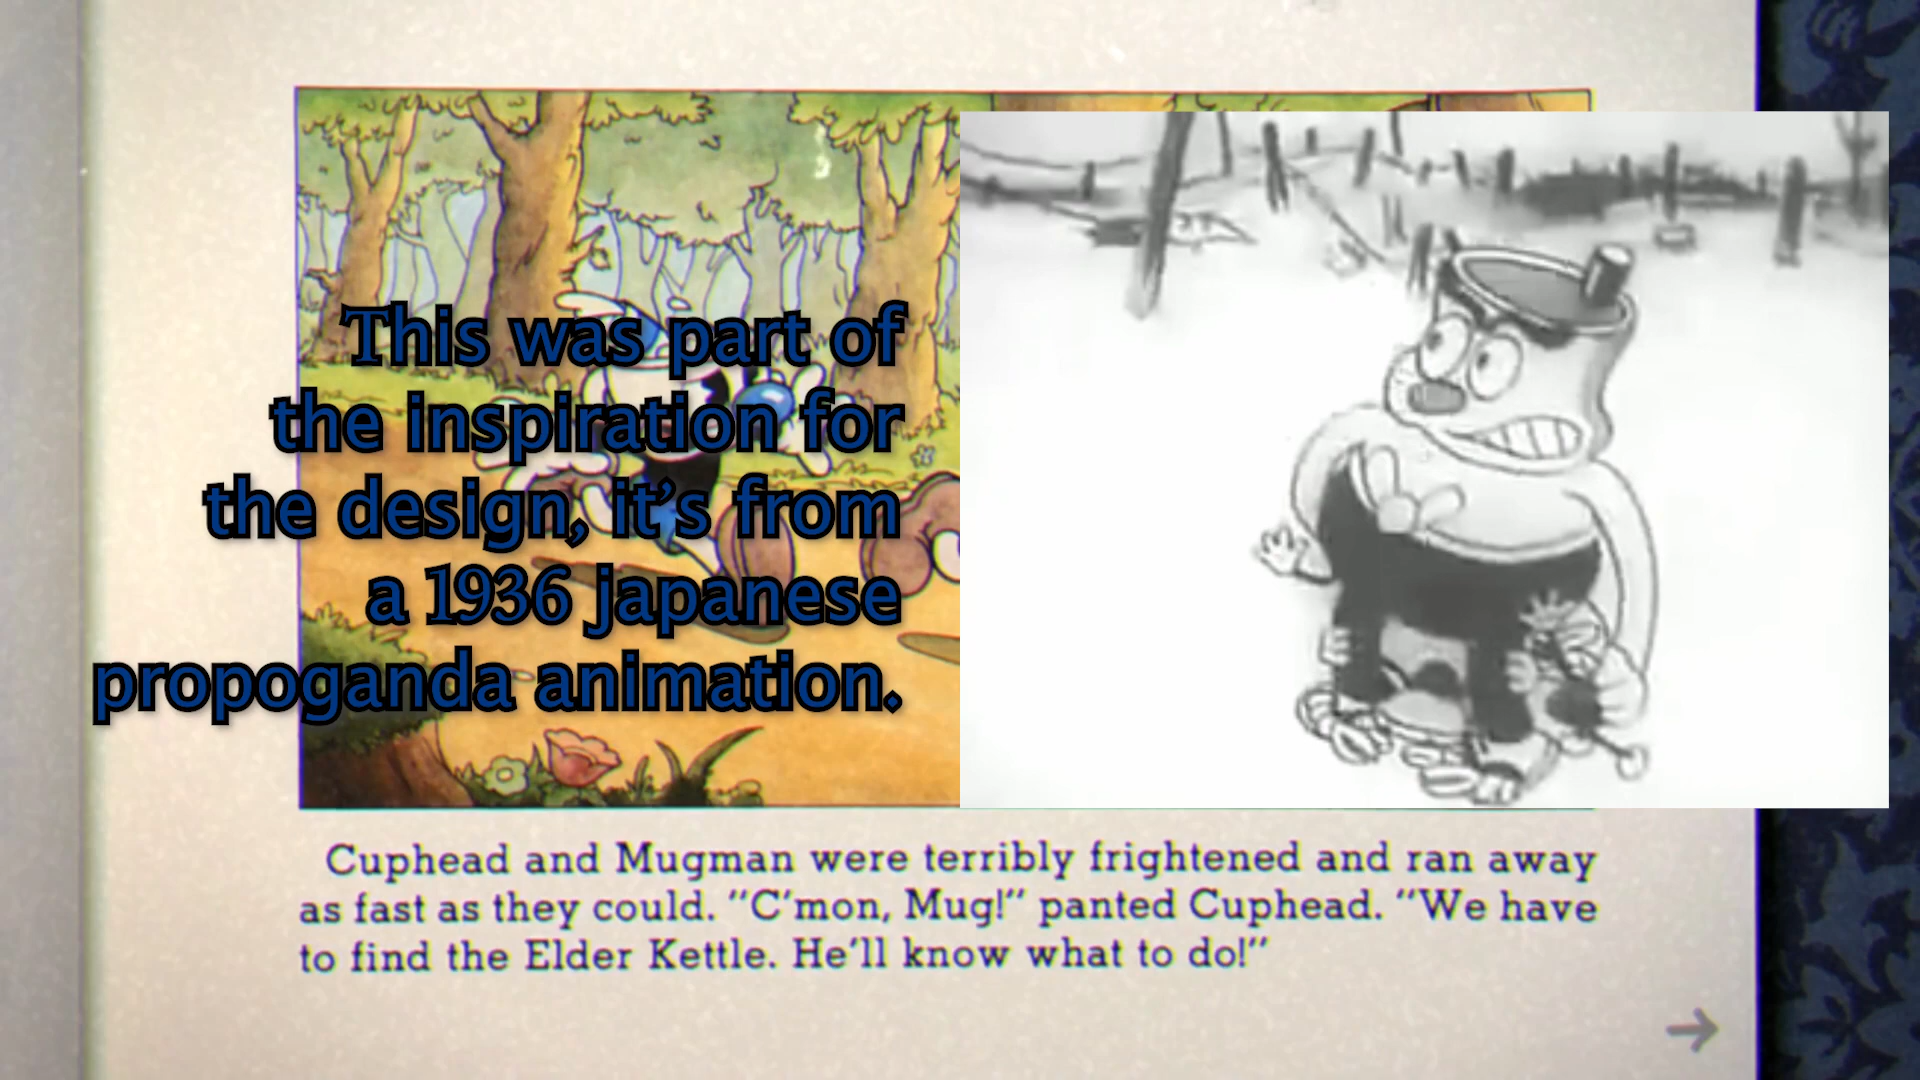 This was part of
the inspiration for
the design, it's from
a 1936 japanese
propoganda animation.
Cuphead and Mugman were terribly frightened and ran away
as fast as they could. "C'mon, Mug!" panted Cuphead. "We have
to find the Elder Kettle. He'll know what to do!"